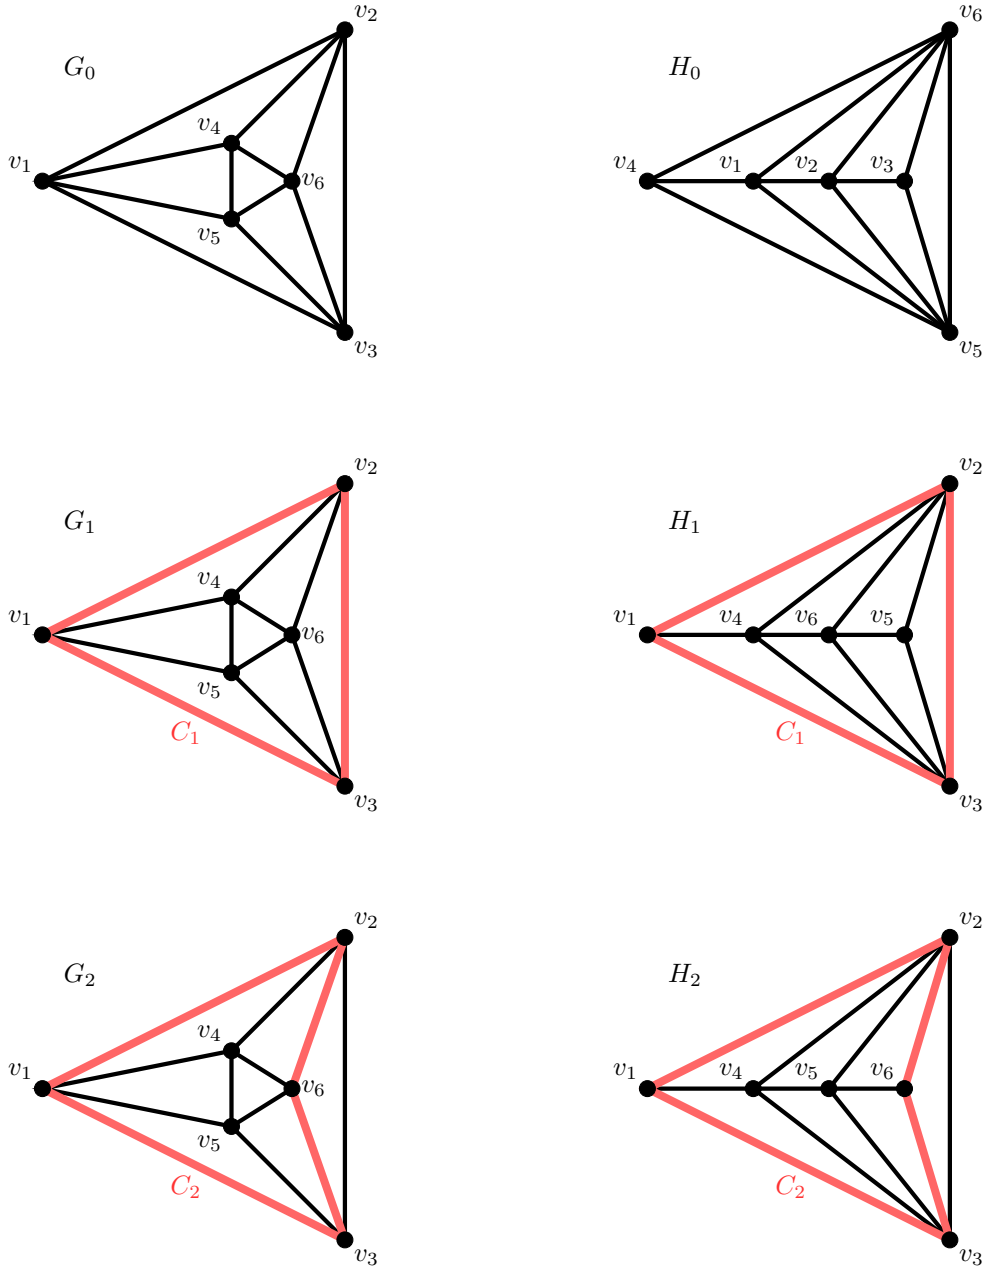 v₂ v₆
G₀ H₀
v₄
v₁ v₆ v₄ v₁ v₂ v₃
v₅
v₃ v₅
v₂ v₂
G₁ H₁
v₄
v₁ v₆ v₁ v₄ v₆ v₅
v₅
C₁ C₁
v₃ v₃
v₂ v₂
G₂ H₂
v₄
v₁ v₆ v₁ v₄ v₅ v₆
v₅
C₂ C₂
v₃ v₃